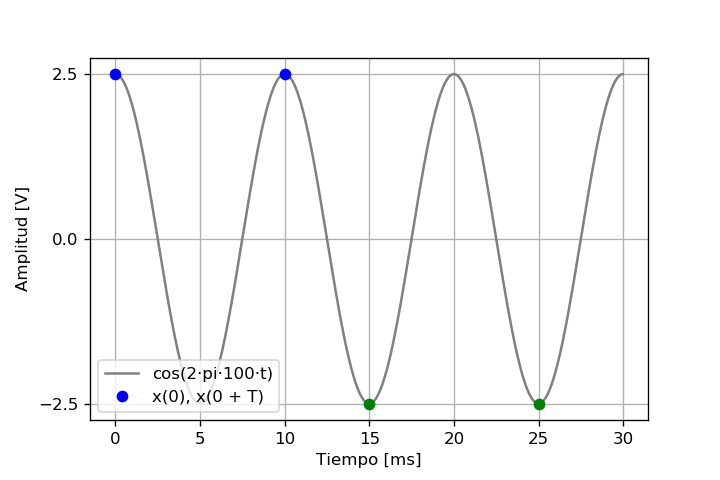 2.5
0.0
−2.5
Amplitud [V]
cos(2·pi·100·t)
x(0), x(0 + T)
0 5 10 15 20 25 30
Tiempo [ms]